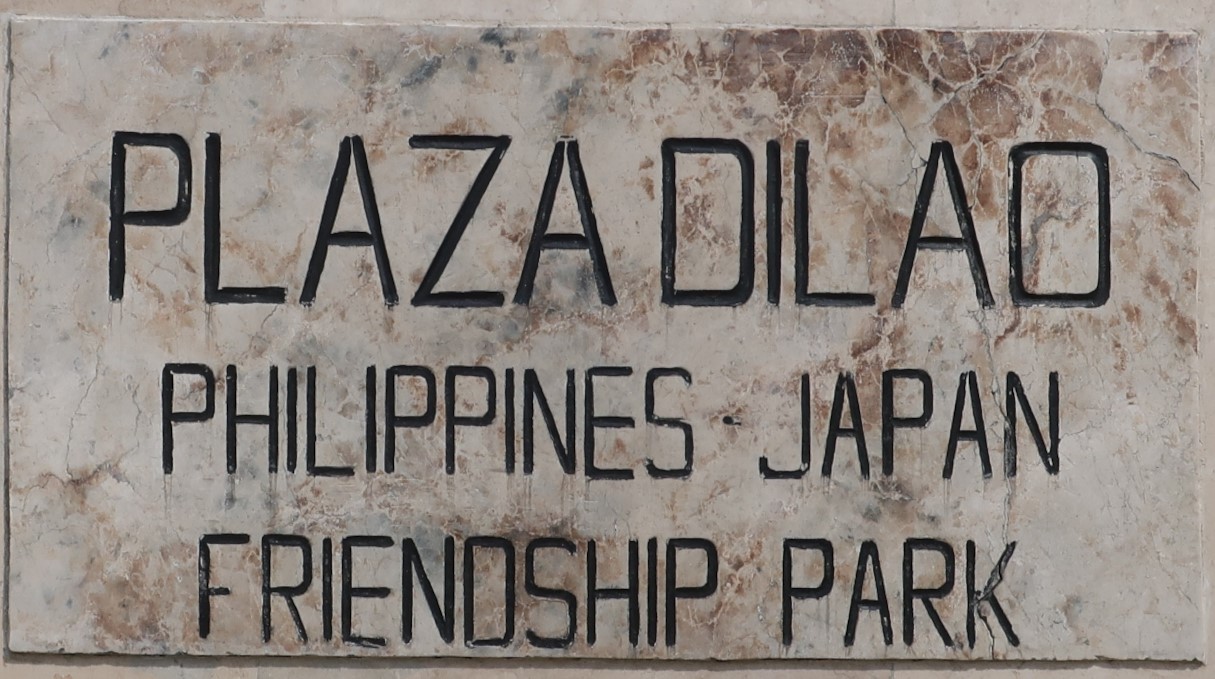 PLAZA DILAO
PHILIPPINES - JAPAN
FRIENDSHIP PARK